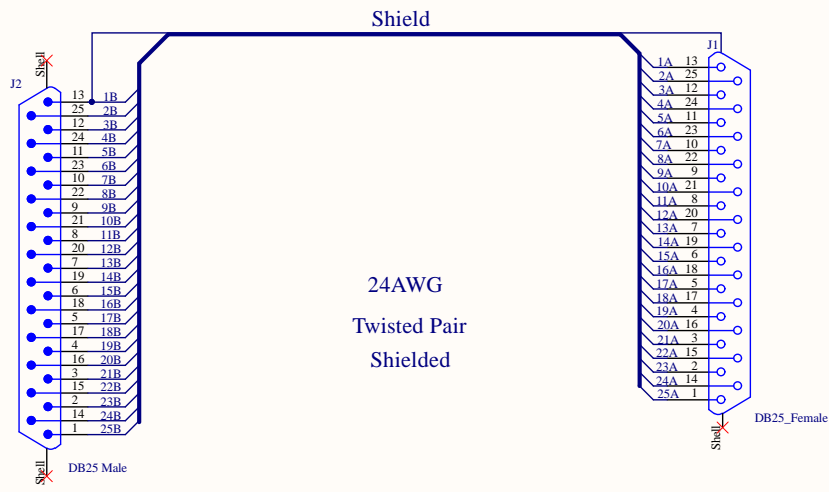 Shield
J1
J2
Shell
13 1B
25 2B
12 3B
24 4B
11 5B
23 6B
10 7B
22 8B
9 9B
21 10B
8 11B
20 12B
7 13B
19 14B
6 15B
18 16B
5 17B
17 18B
4 19B
16 20B
3 21B
15 22B
2 23B
14 24B
1 25B
Shell
DB25 Male
24AWG
Twisted Pair
Shielded
1A 13
2A 25
3A 12
4A 24
5A 11
6A 23
7A 10
8A 22
9A 9
10A 21
11A 8
12A 20
13A 7
14A 19
15A 6
16A 18
17A 5
18A 17
19A 4
20A 16
21A 3
22A 15
23A 2
24A 14
25A 1
DB25_Female
Shell